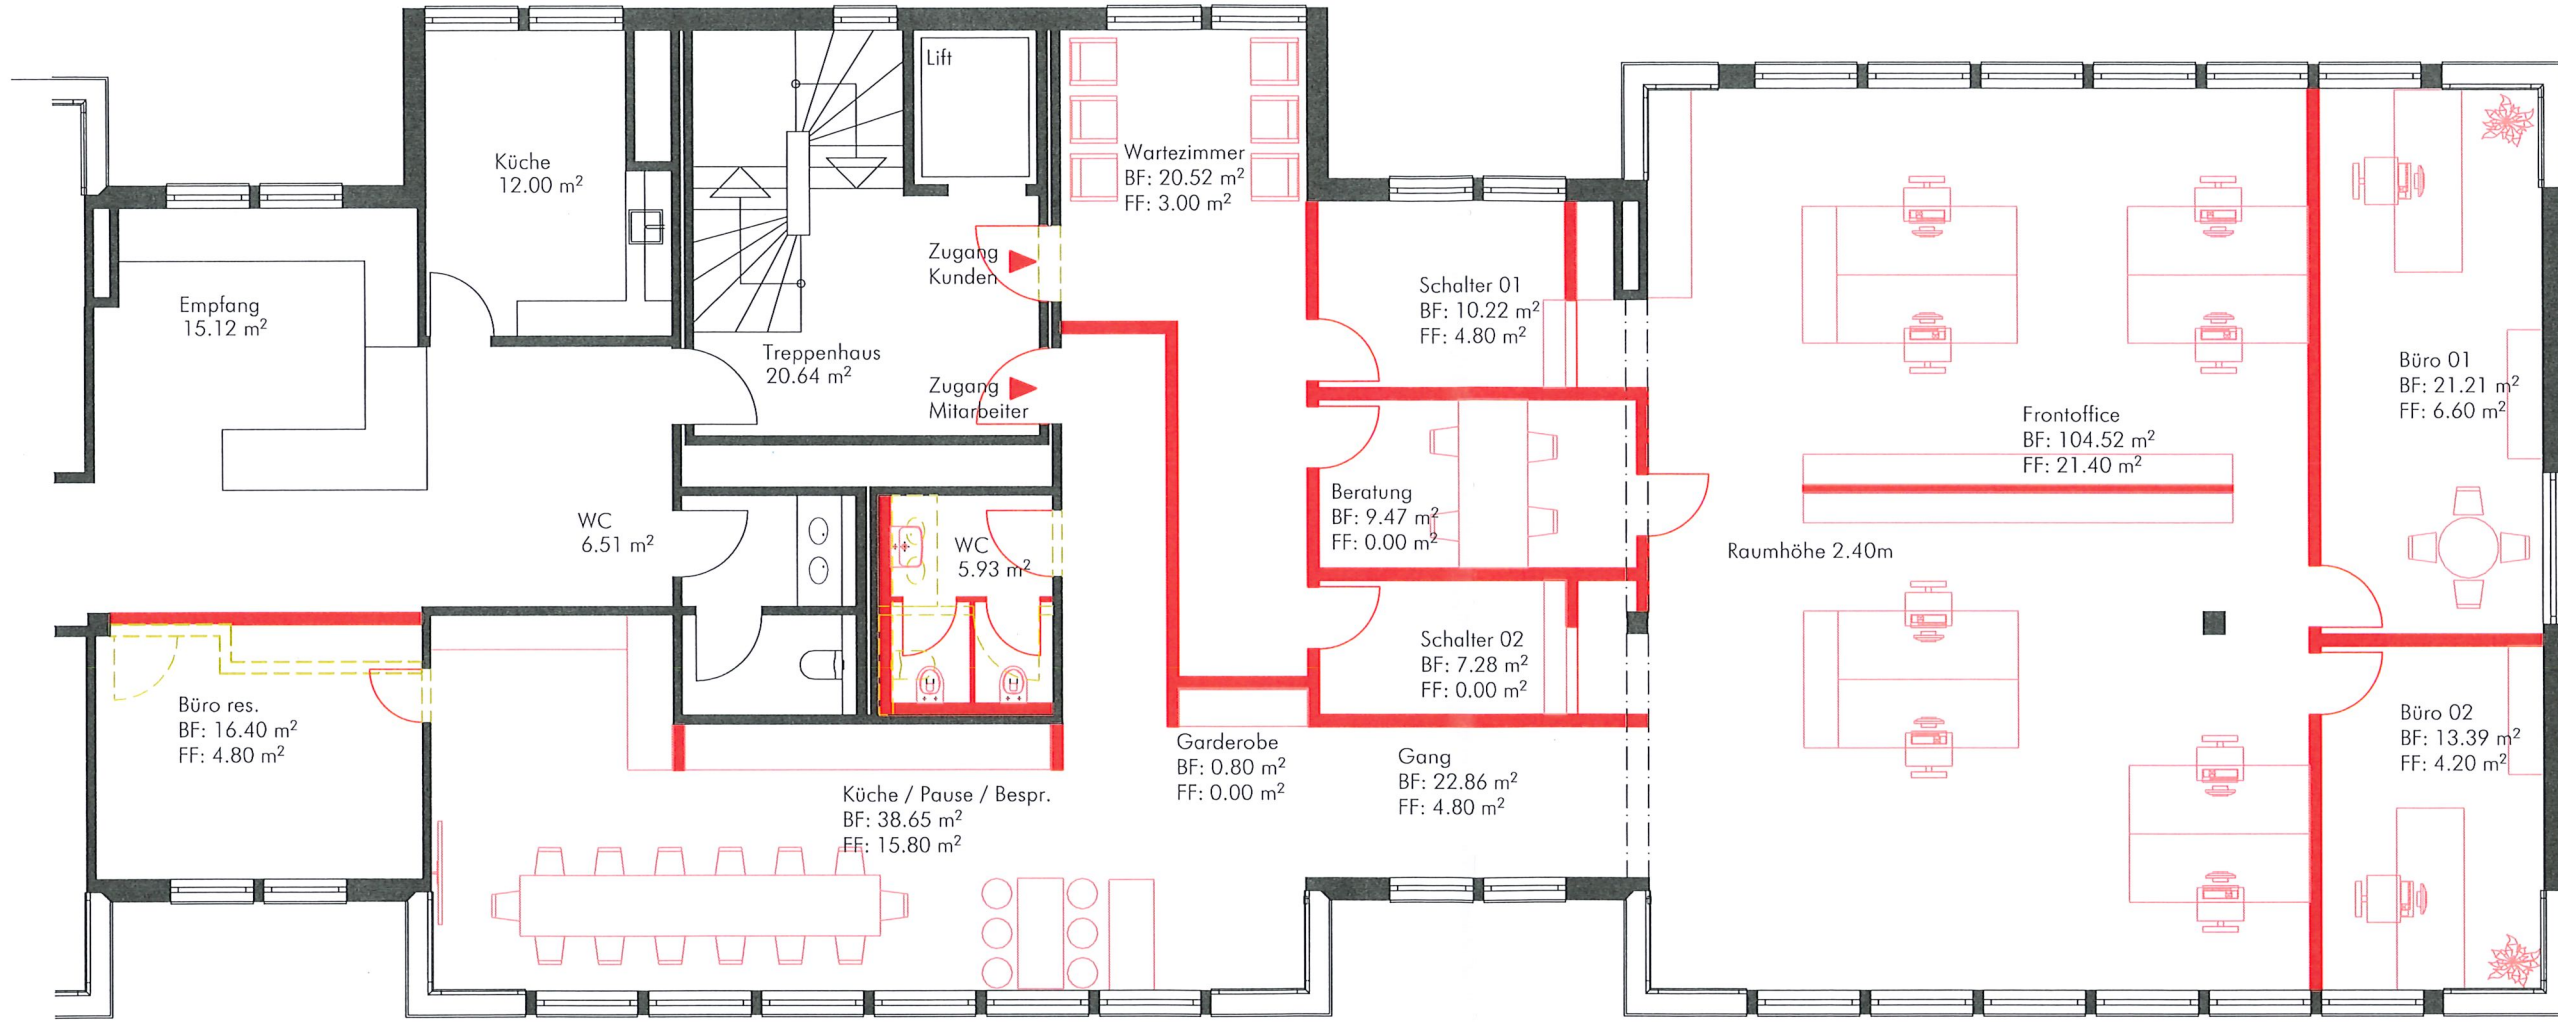 Lift
Küche
12.00 m²
Wartezimmer
BF: 20.52 m²
FF: 3.00 m²
Zugang
Kunden
Empfang
15.12 m²
Schalter 01
BF: 10.22 m²
FF: 4.80 m²
Treppenhaus
20.64 m²
Zugang
Mitarbeiter
Büro 01
BF: 21.21 m²
FF: 6.60 m²
Frontoffice
BF: 104.52 m²
FF: 21.40 m²
Beratung
BF: 9.47 m²
FF: 0.00 m²
WC
6.51 m²
WC
5.93 m²
Raumhöhe 2.40m
Schalter 02
BF: 7.28 m²
FF: 0.00 m²
Büro res.
BF: 16.40 m²
FF: 4.80 m²
Büro 02
BF: 13.39 m²
FF: 4.20 m²
Garderobe
BF: 0.80 m²
FF: 0.00 m²
Gang
BF: 22.86 m²
FF: 4.80 m²
Küche / Pause / Bespr.
BF: 38.65 m²
FF: 15.80 m²